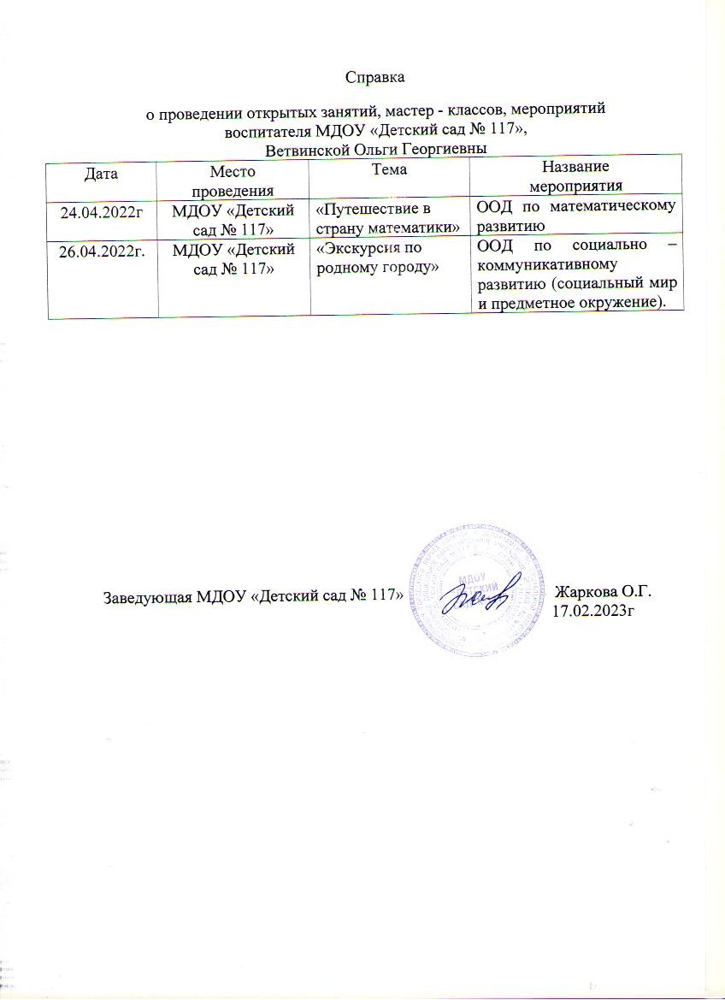 Справка
о проведении открытых занятий, мастер - классов, мероприятий
воспитателя МДОУ «Детский сад № 117»,
Ветвинской Ольги Георгиевны
Дата
Место
проведения
Тема
Название
мероприятия
24.04.2022г
МДОУ «Детский
сад № 117»
«Путешествие в
страну математики»
ООД по математическому
развитию
26.04.2022г.
МДОУ «Детский
сад № 117»
«Экскурсия по
родному городу»
ООД по социально –
коммуникативному
развитию (социальный мир
и предметное окружение).
Заведующая МДОУ «Детский сад № 117»
МДОУ
ДЕТСКИЙ
Жаркова О.Г.
17.02.2023г